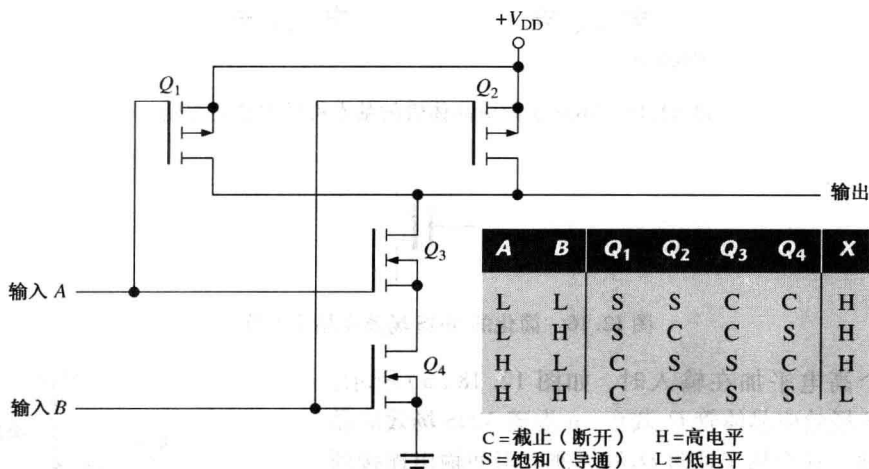 +V_DD
Q₁
Q₂
输出
Q₃
输入 A
Q₄
输入 B
A B Q₁ Q₂ Q₃ Q₄ X
L L S S C C H
L H S C C S H
H L C S S C H
H H C C S S L
C=截止（断开） H=高电平
S=饱和（导通） L=低电平